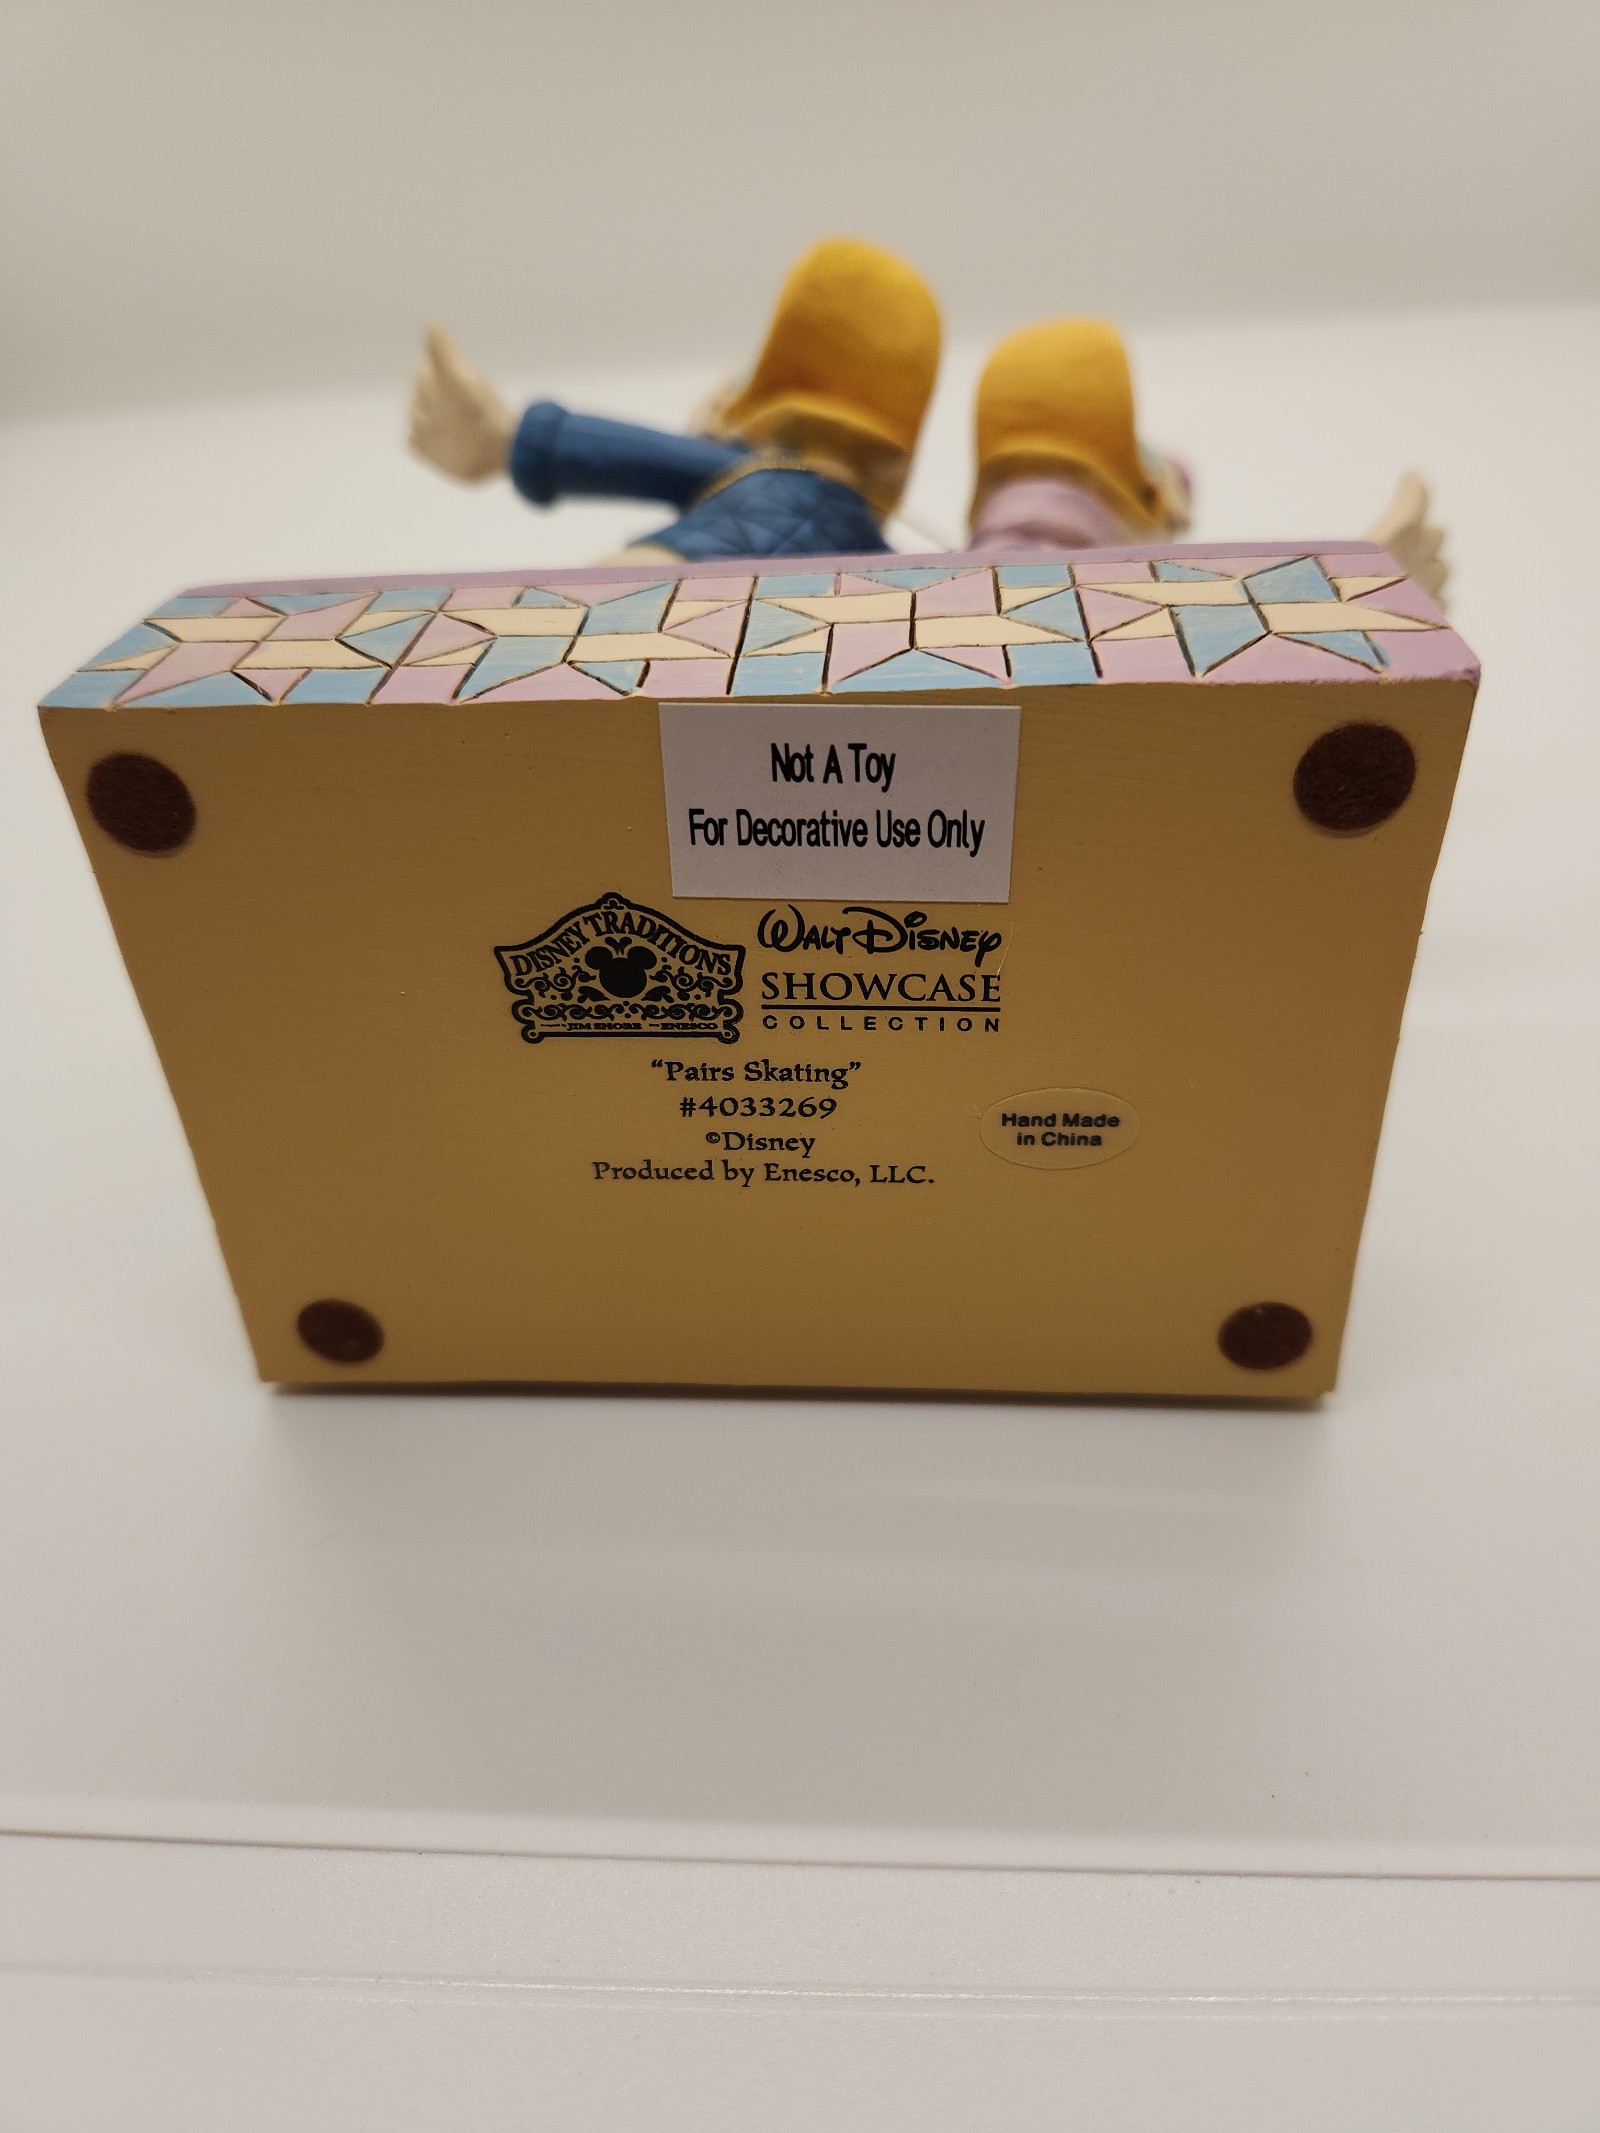 Not A Toy
For Decorative Use Only
DISNEY TRADITIONS
JIM SHORE ENESCO
WALT DISNEY
SHOWCASE
COLLECTION
“Pairs Skating”
#4033269
©Disney
Produced by Enesco, LLC.
Hand Made
in China